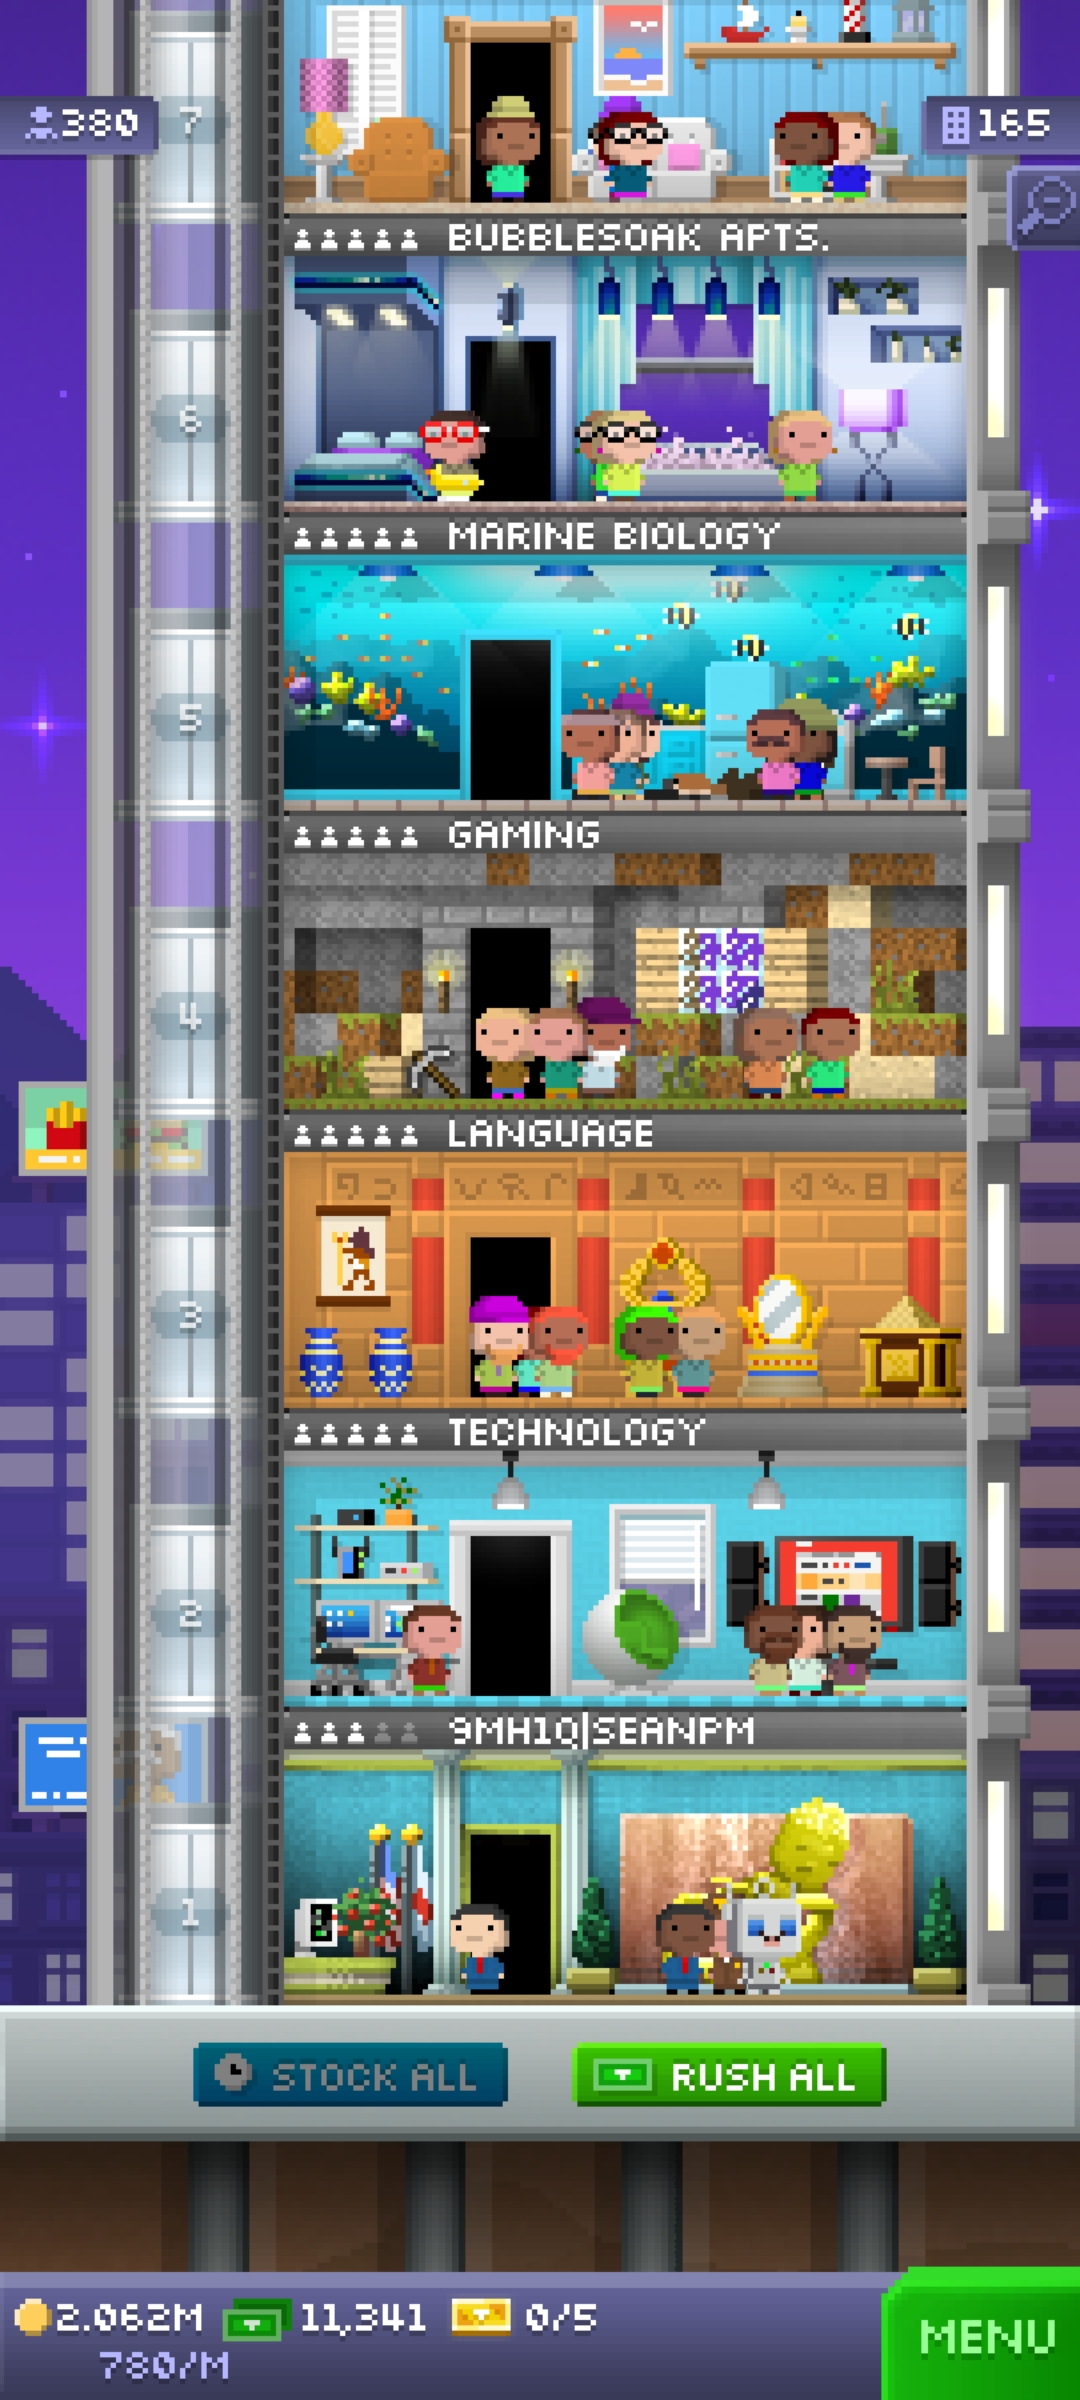 380
7
165
BUBBLESOAK APTS.
6
MARINE BIOLOGY
5
GAMING
4
LANGUAGE
3
TECHNOLOGY
2
9MH1Q|SEANPM
1
STOCK ALL
RUSH ALL
2.062M
11,341
0/5
780/M
MENU